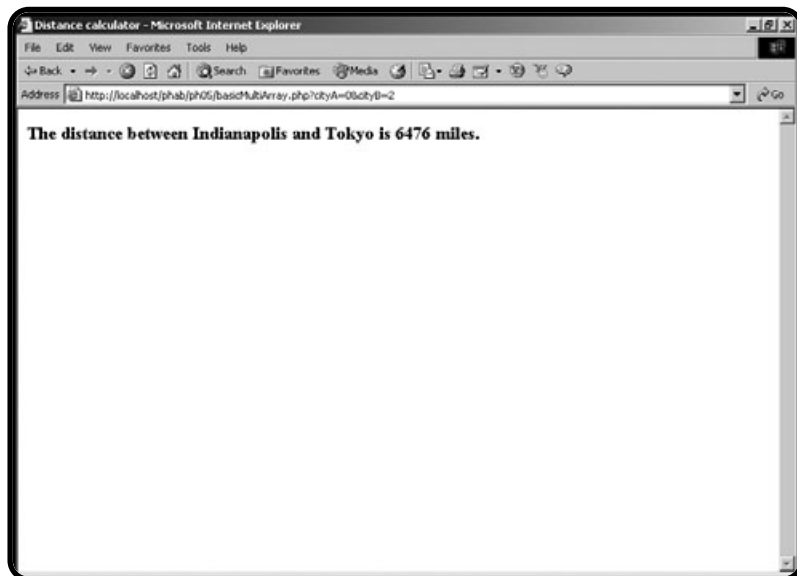 Distance calculator - Microsoft Internet Explorer
File Edit View Favorites Tools Help
Back Search Favorites Media
Address http://localhost/phab/ph05/basicMultiArray.php?cityA=0&cityB=2 Go
The distance between Indianapolis and Tokyo is 6476 miles.